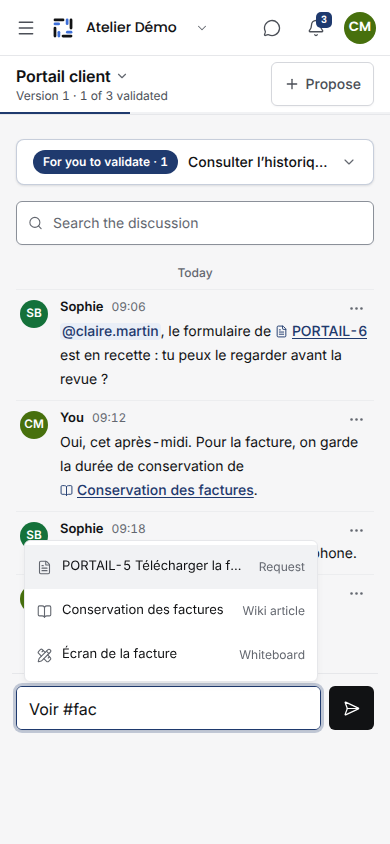 Atelier Démo
3
CM
Portail client
Version 1 · 1 of 3 validated
Propose
For you to validate · 1
Consulter l'historiq...
Search the discussion
Today
SB
Sophie 09:06
@claire.martin, le formulaire de PORTAIL-6
est en recette : tu peux le regarder avant la
revue ?
CM
You 09:12
Oui, cet après-midi. Pour la facture, on garde
la durée de conservation de
Conservation des factures.
SB
Sophie 09:18
phone.
PORTAIL-5 Télécharger la f... Request
Conservation des factures Wiki article
Écran de la facture Whiteboard
Voir #fac